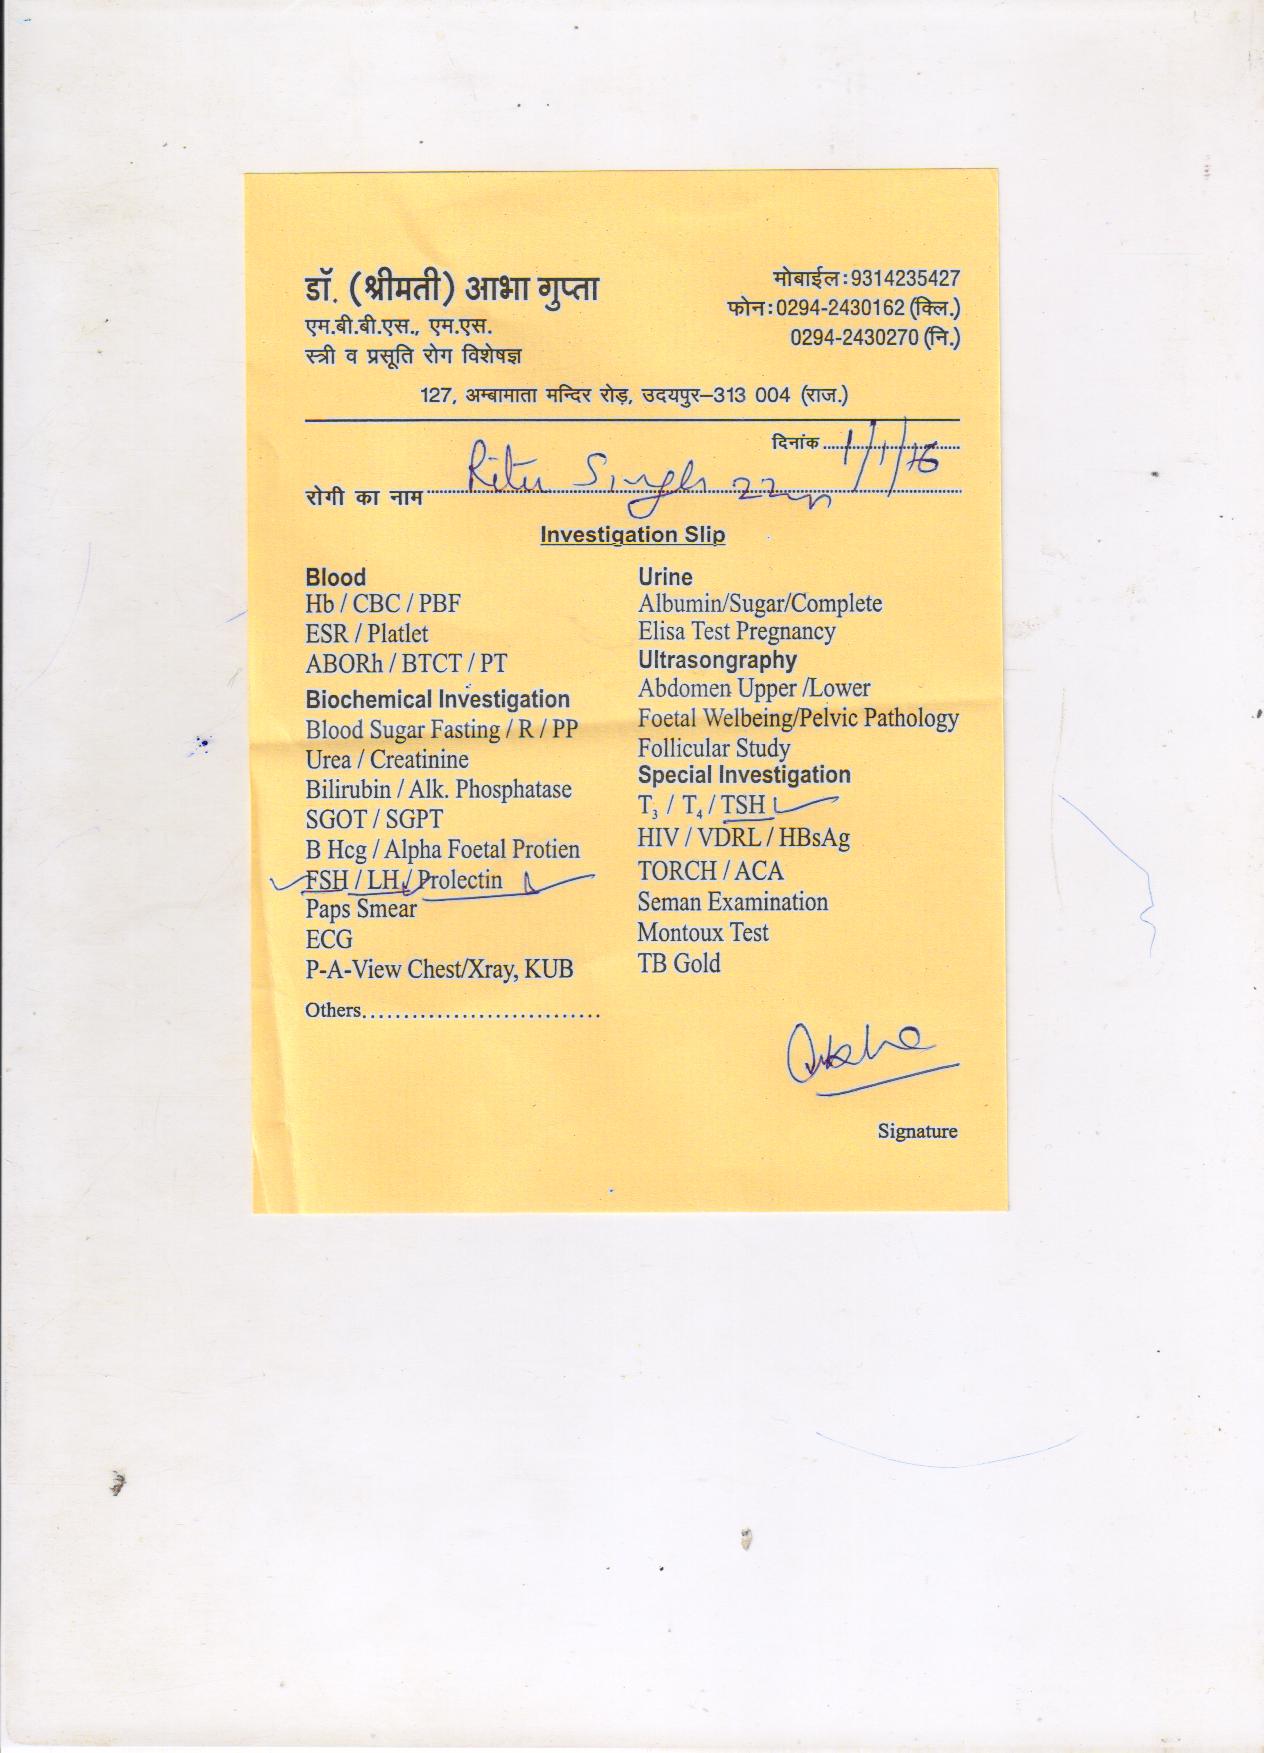 डॉ. (श्रीमती) आभा गुप्ता
एम.बी.बी.एस., एम.एस.
स्त्री व प्रसूति रोग विशेषज्ञ
मोबाईल:9314235427
फोन:0294-2430162 (क्लि.)
0294-2430270 (नि.)
127, अम्बामाता मन्दिर रोड़, उदयपुर–313 004 (राज.)
दिनांक 1/1/16
रोगी का नाम Ritu Singh
Investigation Slip
Blood
Hb / CBC / PBF
ESR / Platlet
ABORh / BTCT / PT
Biochemical Investigation
Blood Sugar Fasting / R / PP
Urea / Creatinine
Bilirubin / Alk. Phosphatase
SGOT / SGPT
B Hcg / Alpha Foetal Protien
FSH / LH / Prolectin
Paps Smear
ECG
P-A-View Chest/Xray, KUB
Others............................
Urine
Albumin/Sugar/Complete
Elisa Test Pregnancy
Ultrasongraphy
Abdomen Upper /Lower
Foetal Welbeing/Pelvic Pathology
Follicular Study
Special Investigation
T3 / T4 / TSH
HIV / VDRL / HBsAg
TORCH / ACA
Seman Examination
Montoux Test
TB Gold
Signature